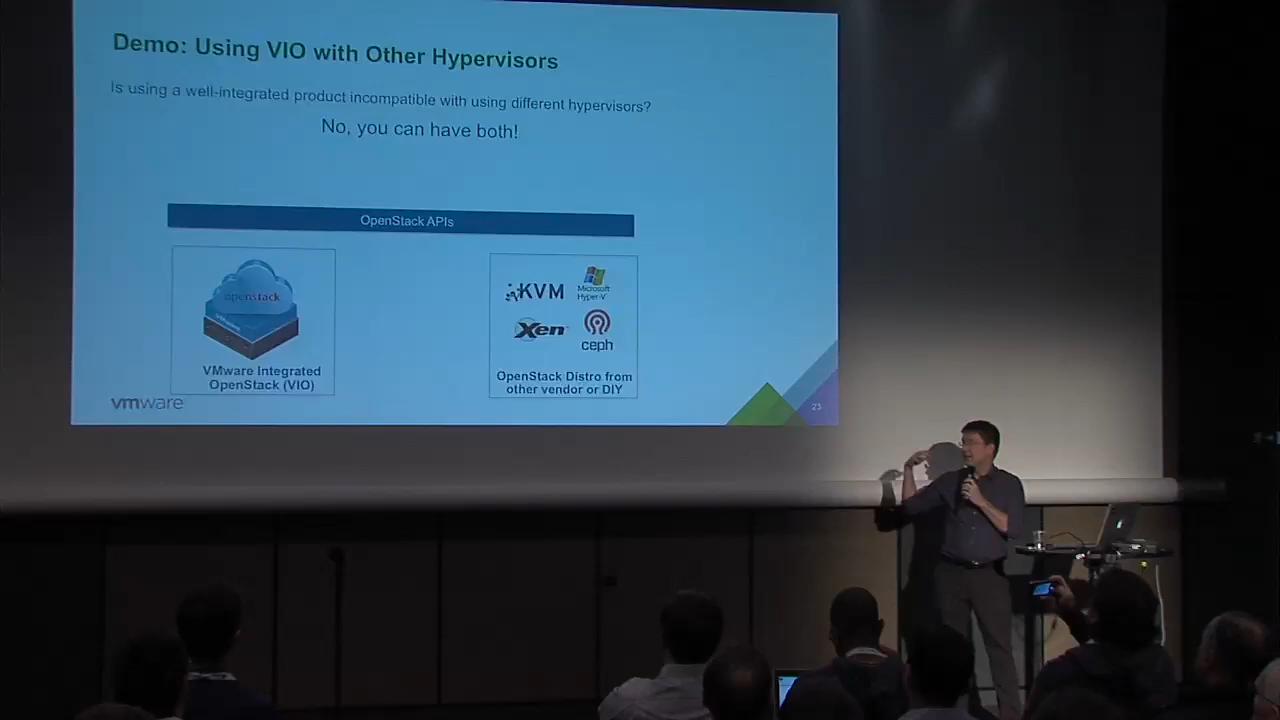 Demo: Using VIO with Other Hypervisors
Is using a well-integrated product incompatible with using different hypervisors?
No, you can have both!
OpenStack APIs
openstack
vmware
VMware Integrated
OpenStack (VIO)
KVM
Microsoft
Hyper-V
Xen
ceph
OpenStack Distro from
other vendor or DIY
vmware
23